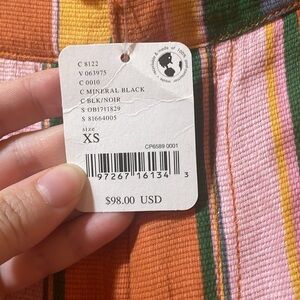 C 8122
V 063975
C 0010
C MINERAL BLACK
C BLK/NOIR
S OB1711829
S 81664005
size
XS
CP6589 0001
97267 16134 3
$98.00 USD